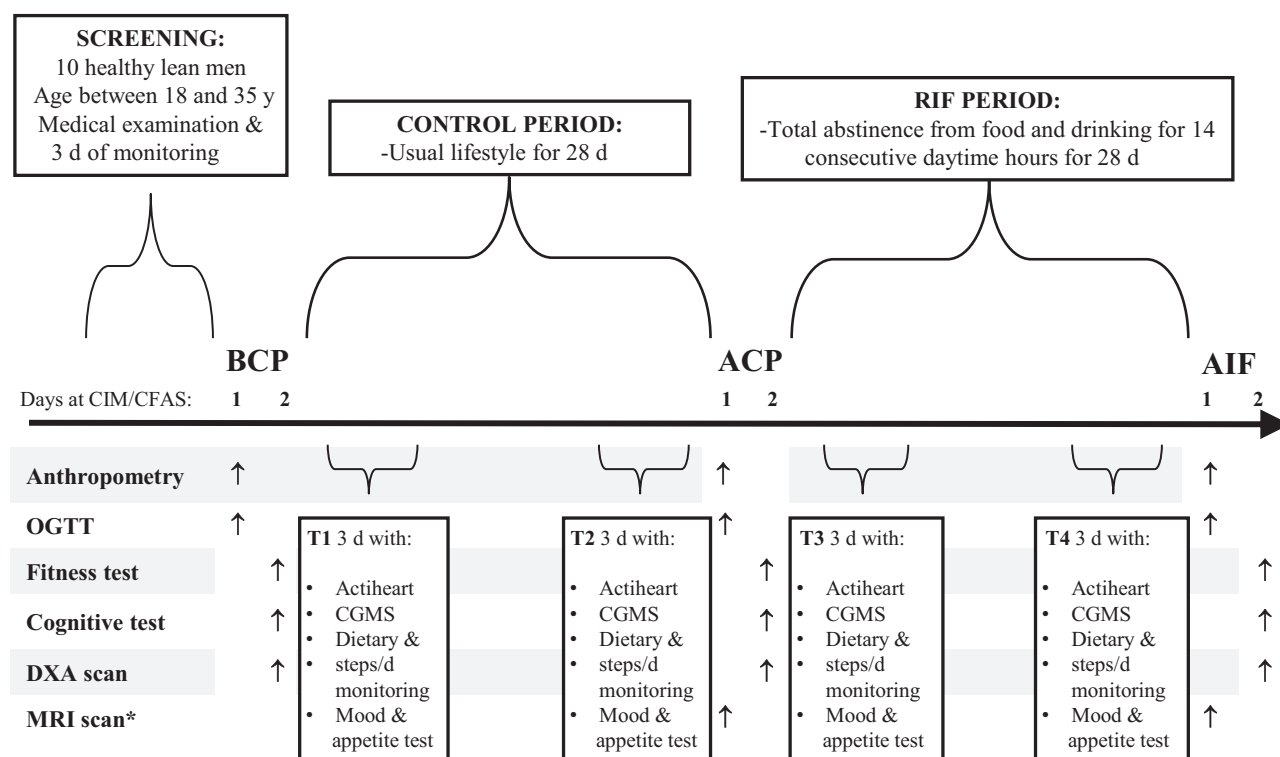 SCREENING:
10 healthy lean men
Age between 18 and 35 y
Medical examination &
3 d of monitoring
CONTROL PERIOD:
-Usual lifestyle for 28 d
RIF PERIOD:
-Total abstinence from food and drinking for 14
consecutive daytime hours for 28 d
BCP
ACP
AIF
Days at CIM/CFAS: 1 2 1 2 1 2
Anthropometry ↑ ↑ ↑
OGTT ↑ ↑ ↑
Fitness test ↑ ↑ ↑
Cognitive test ↑ ↑ ↑
DXA scan ↑ ↑ ↑
MRI scan* ↑ ↑
T1 3 d with:
• Actiheart
• CGMS
• Dietary &
• steps/d
monitoring
• Mood &
appetite test
T2 3 d with:
• Actiheart
• CGMS
• Dietary &
• steps/d
monitoring
• Mood &
appetite test
T3 3 d with:
• Actiheart
• CGMS
• Dietary &
• steps/d
monitoring
• Mood &
appetite test
T4 3 d with:
• Actiheart
• CGMS
• Dietary &
• steps/d
monitoring
• Mood &
appetite test